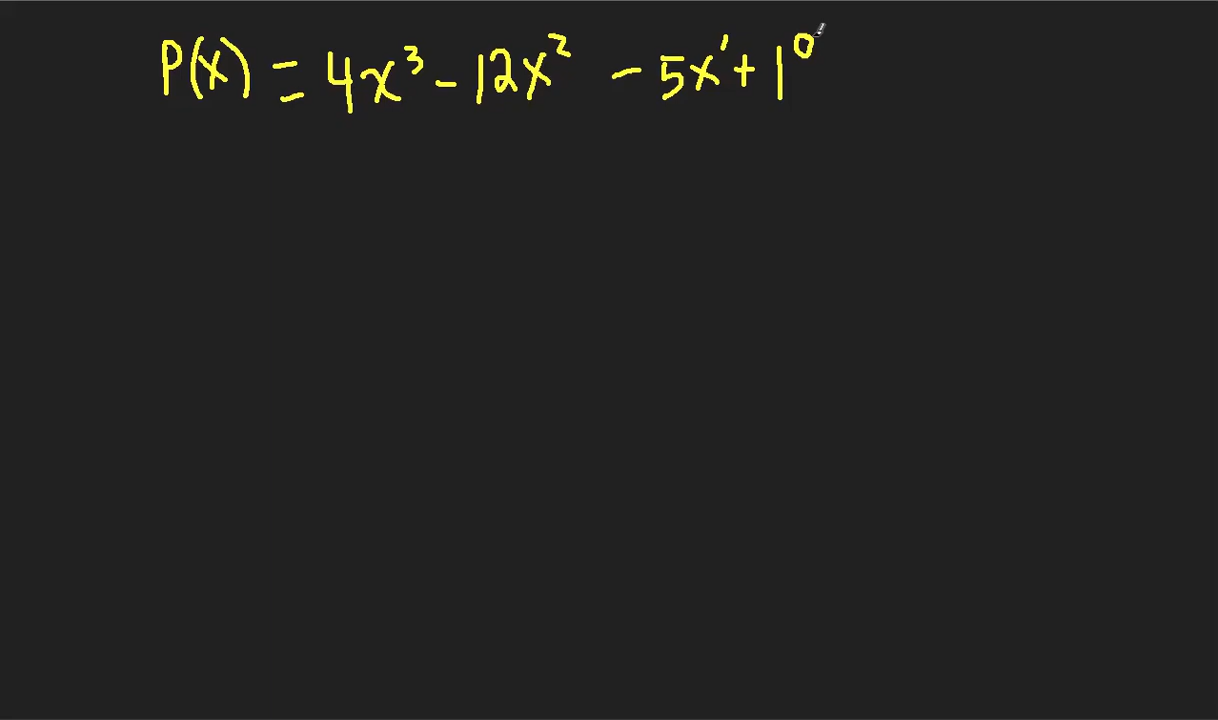 P(x) = 4x³ - 12x² - 5x¹ + 1⁰